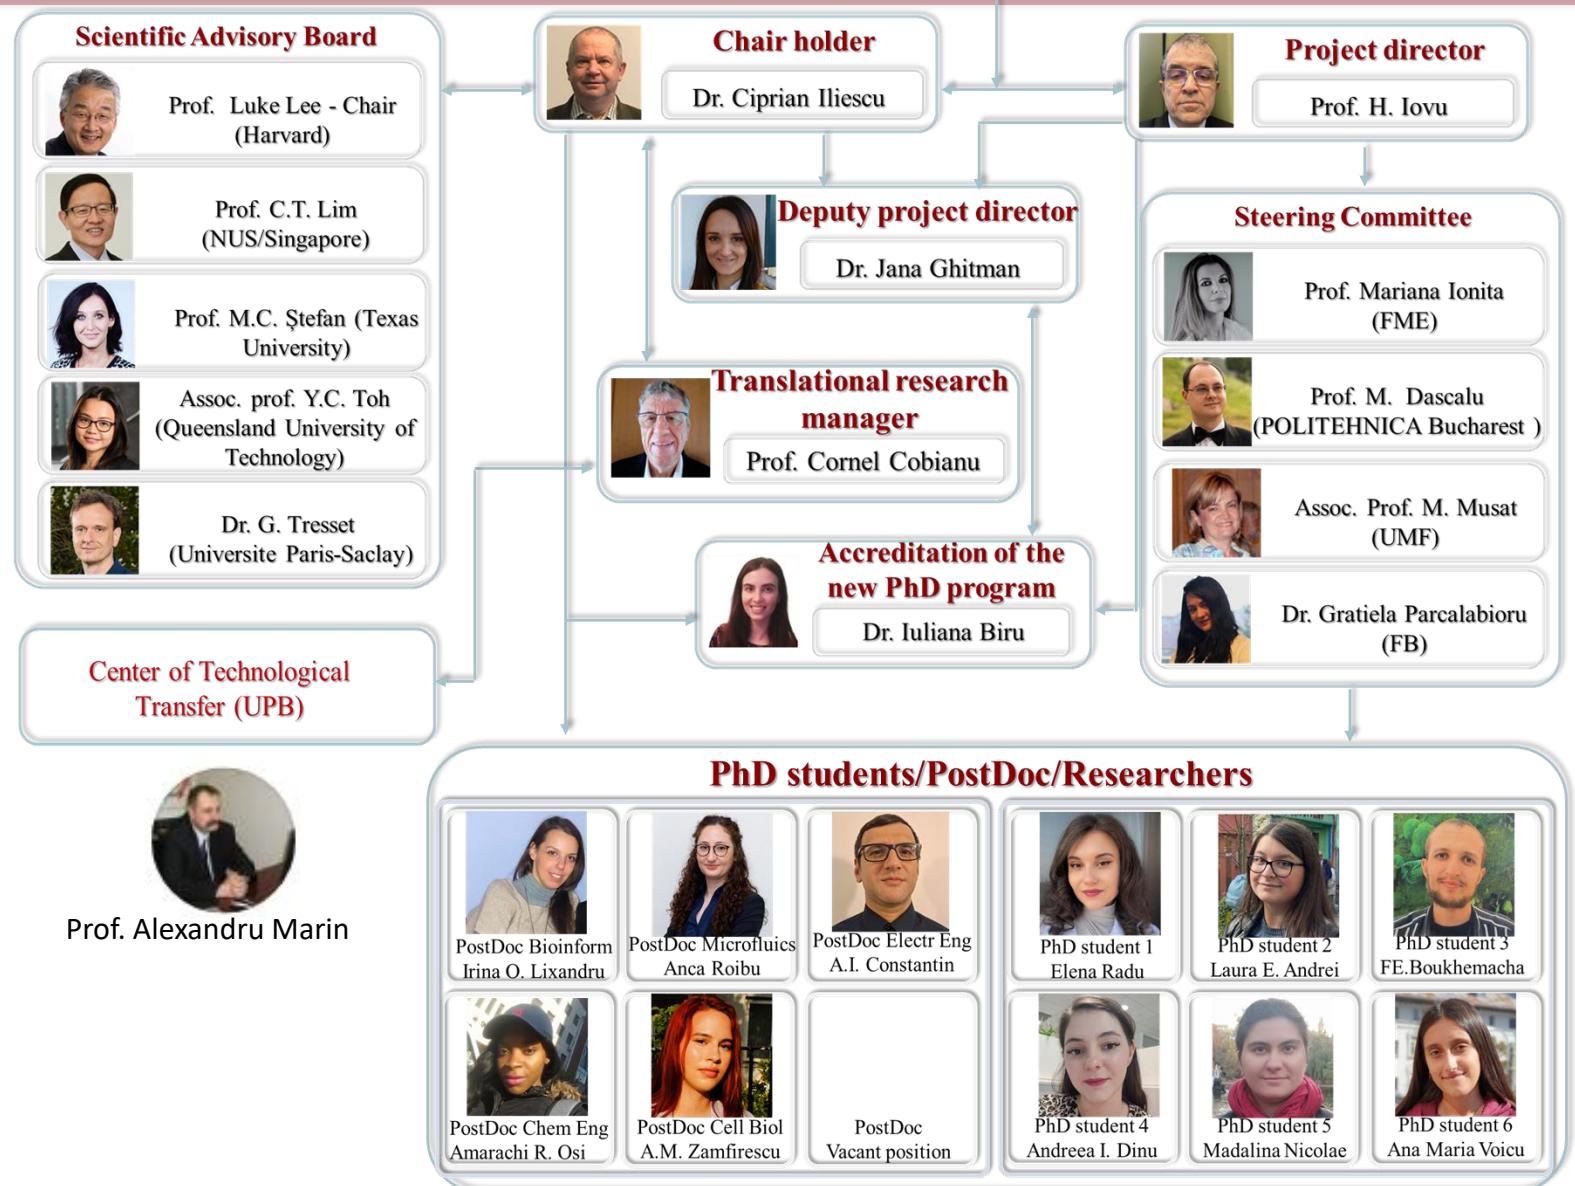 Scientific Advisory Board
Prof. Luke Lee - Chair
(Harvard)
Prof. C.T. Lim
(NUS/Singapore)
Prof. M.C. Ștefan (Texas
University)
Assoc. prof. Y.C. Toh
(Queensland University of
Technology)
Dr. G. Tresset
(Universite Paris-Saclay)
Chair holder
Dr. Ciprian Iliescu
Project director
Prof. H. Iovu
Deputy project director
Dr. Jana Ghitman
Translational research
manager
Prof. Cornel Cobianu
Accreditation of the
new PhD program
Dr. Iuliana Biru
Steering Committee
Prof. Mariana Ionita
(FME)
Prof. M. Dascalu
(POLITEHNICA Bucharest )
Assoc. Prof. M. Musat
(UMF)
Dr. Gratiela Parcalabioru
(FB)
Center of Technological
Transfer (UPB)
Prof. Alexandru Marin
PhD students/PostDoc/Researchers
PostDoc Bioinform
Irina O. Lixandru
PostDoc Microfluics
Anca Roibu
PostDoc Electr Eng
A.I. Constantin
PhD student 1
Elena Radu
PhD student 2
Laura E. Andrei
PhD student 3
FE.Boukhemacha
PostDoc Chem Eng
Amarachi R. Osi
PostDoc Cell Biol
A.M. Zamfirescu
PostDoc
Vacant position
PhD student 4
Andreea I. Dinu
PhD student 5
Madalina Nicolae
PhD student 6
Ana Maria Voicu